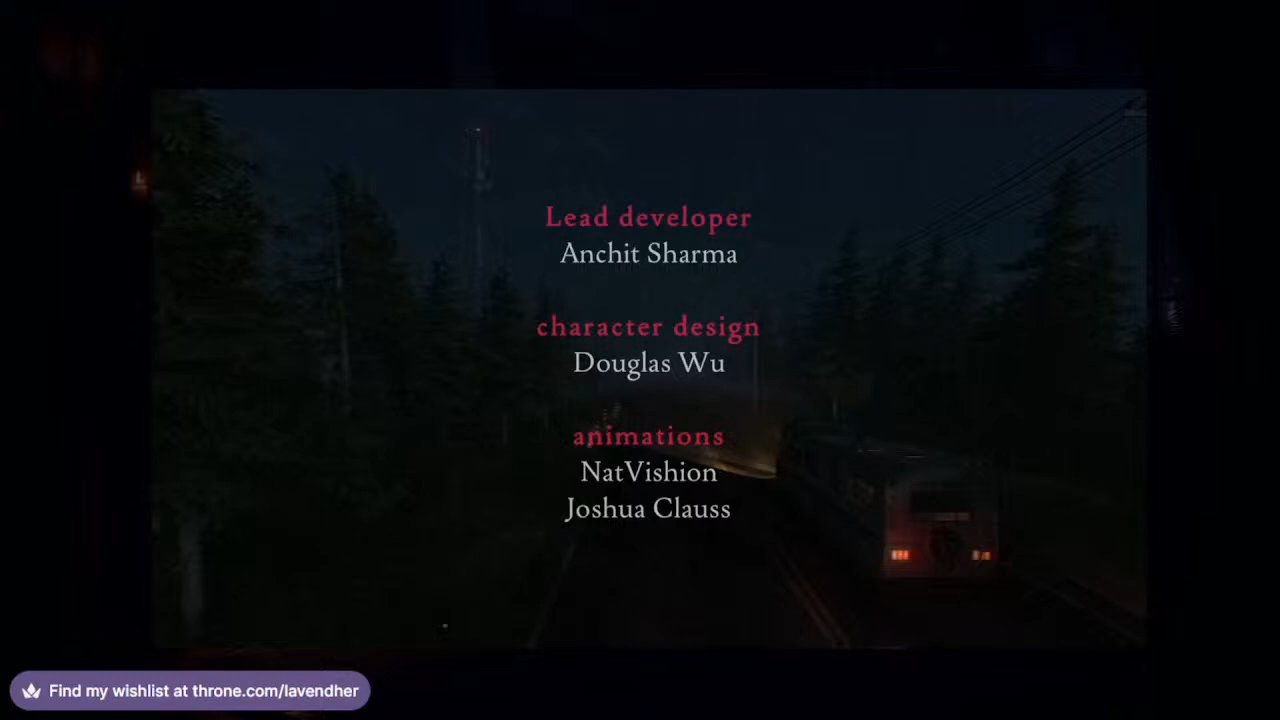 Lead developer
Anchit Sharma
character design
Douglas Wu
animations
NatVishion
Joshua Clauss
Find my wishlist at throne.com/lavendher